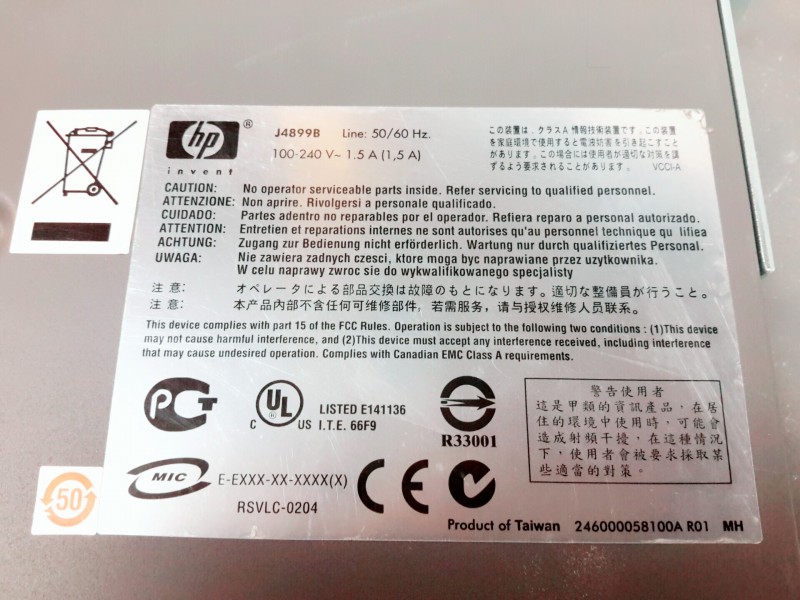 hp ®
invent
J4899B Line: 50/60 Hz.
100-240 V~ 1.5 A (1,5 A)
この装置は、クラスA 情報技術装置です。この装置
を家庭環境で使用すると電波妨害を引き起こすこと
があります。この場合には使用者が適切な対策を講
ずるよう要求されることがあります。 VCCI-A
CAUTION: No operator serviceable parts inside. Refer servicing to qualified personnel.
ATTENZIONE: Non aprire. Rivolgersi a personale qualificado.
CUIDADO: Partes adentro no reparables por el operador. Refiera reparo a personal autorizado.
ATTENTION: Entretien et reparations internes ne sont autorises qu'au personnel technique qu lifiea
ACHTUNG: Zugang zur Bedienung nicht erförderlich. Wartung nur durch qualifiziertes Personal.
UWAGA: Nie zawiera zadnych czesci, ktore moga byc naprawiane przez uzytkownika.
W celu naprawy zwroc sie do wykwalifikowanego specjalisty
注 意: オペレータによる部品交換は故障のもとになります。適切な整備員が行うこと。
注 意: 本产品内部不含任何可维修部件, 若需服务, 请与授权维修人员联系。
This device complies with part 15 of the FCC Rules. Operation is subject to the following two conditions : (1)This device
may not cause harmful interference, and (2)This device must accept any interference received, including interference
that may cause undesired operation. Complies with Canadian EMC Class A requirements.
PCT
C UL US
LISTED E141136
I.T.E. 66F9
R33001
警告使用者
這是甲類的資訊產品，在居
住的環境中使用時，可能會
造成射頻干擾，在這種情況
下，使用者會被要求採取某
些適當的對策。
MIC E-EXXX-XX-XXXX(X)
RSVLC-0204
CE
50
Product of Taiwan 246000058100A R01 MH